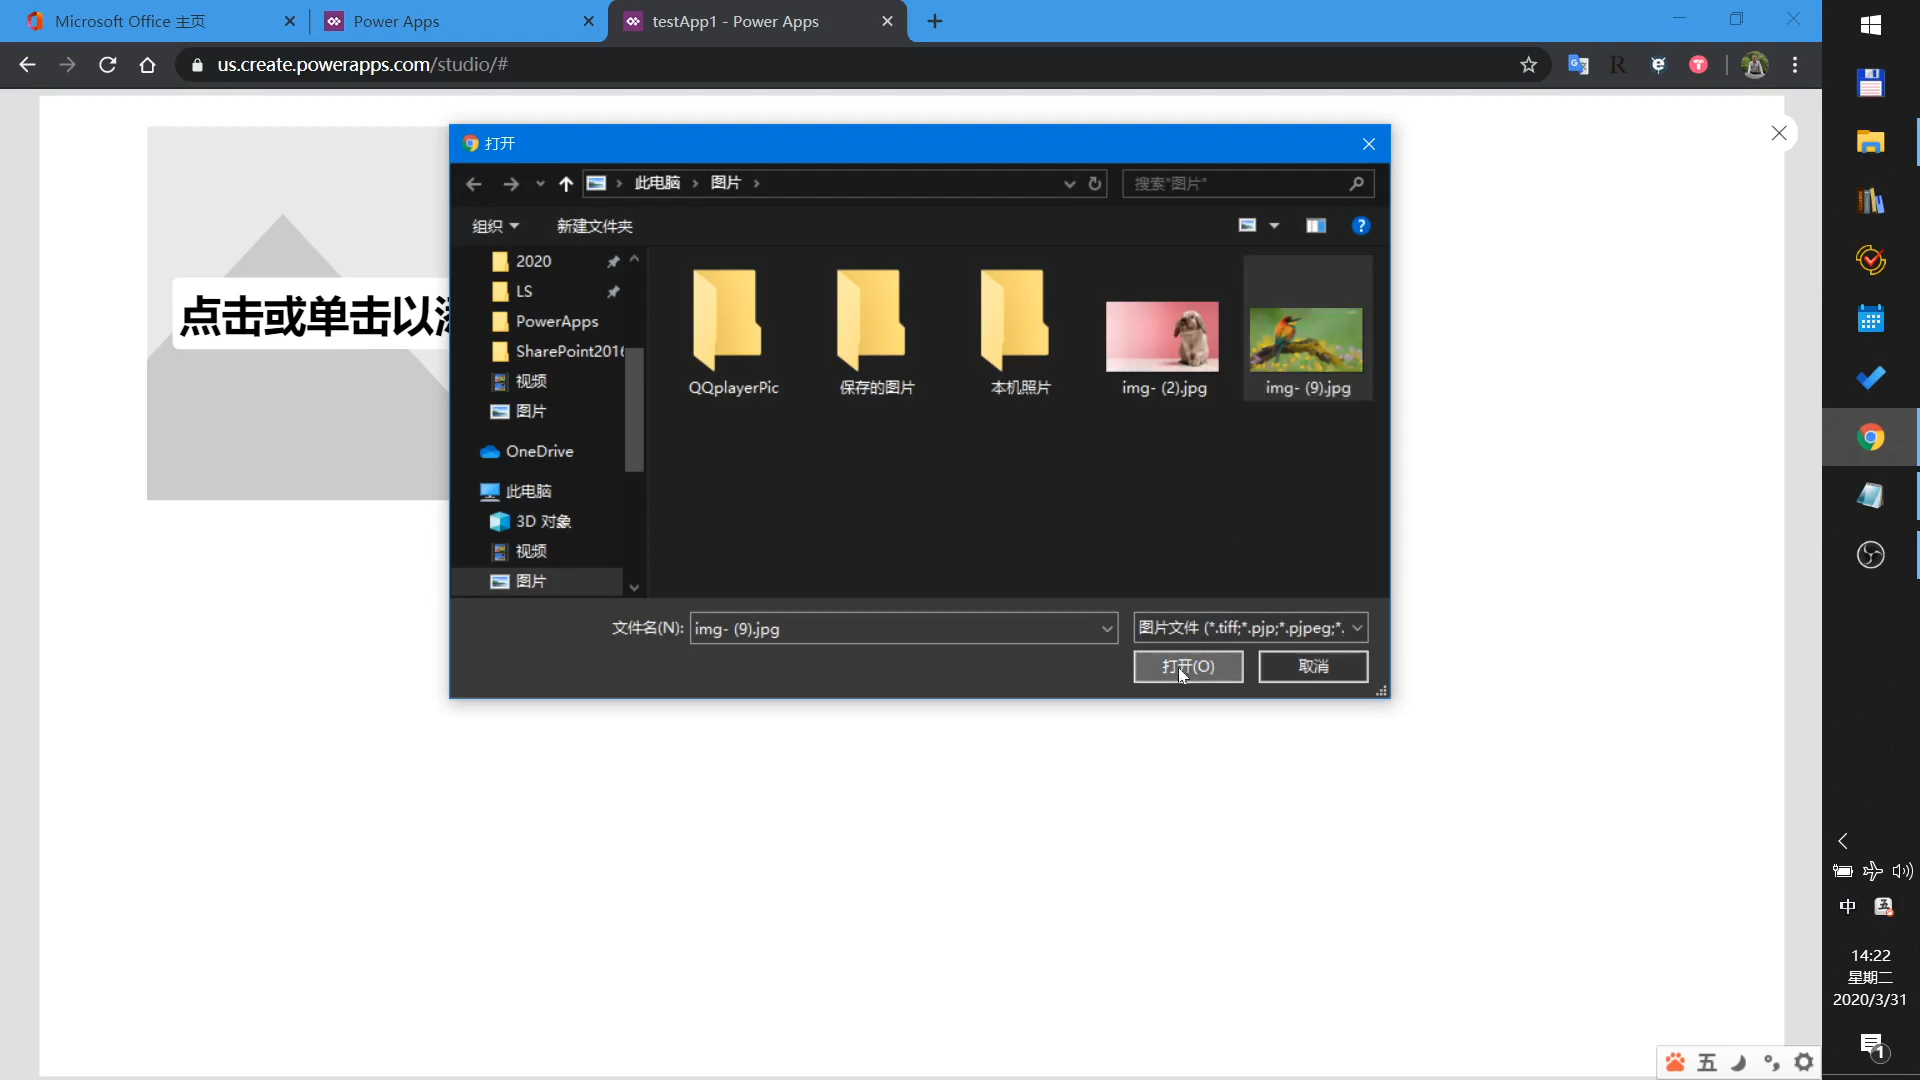 Microsoft Office 主页
Power Apps
testApp1 - Power Apps
us.create.powerapps.com/studio/#
点击或单击以
打开
此电脑
图片
搜索"图片"
组织
新建文件夹
2020
LS
PowerApps
SharePoint2016
视频
图片
OneDrive
此电脑
3D 对象
视频
图片
QQplayerPic
保存的图片
本机照片
img- (2).jpg
img- (9).jpg
文件名(N):
img- (9).jpg
图片文件 (*.tiff;*.pjp;*.pjpeg;*.
打开(O)
取消
中
五
14:22
星期二
2020/3/31
1
五